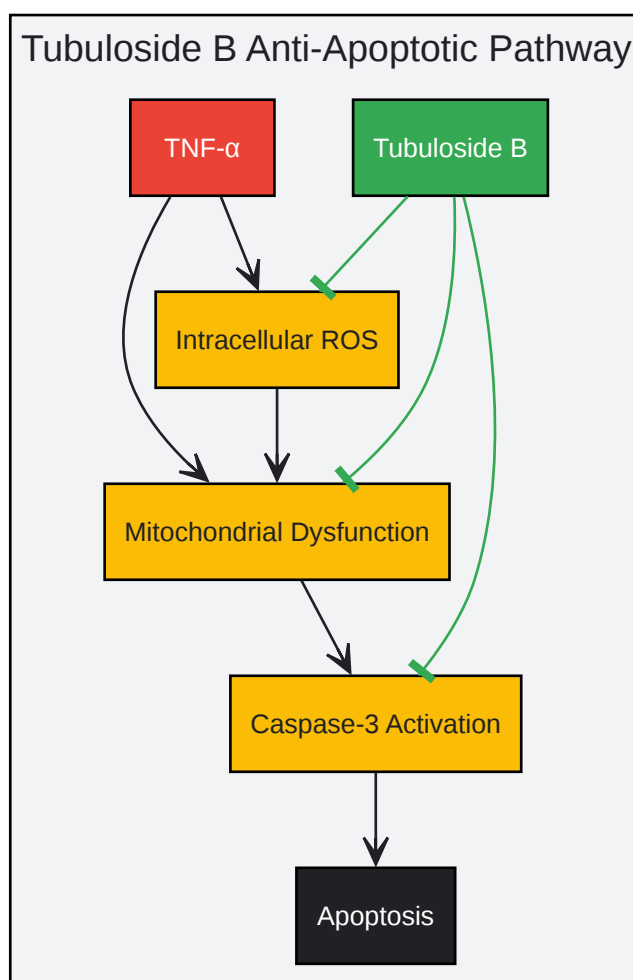 Tubuloside B Anti-Apoptotic Pathway
TNF-α
Tubuloside B
Intracellular ROS
Mitochondrial Dysfunction
Caspase-3 Activation
Apoptosis